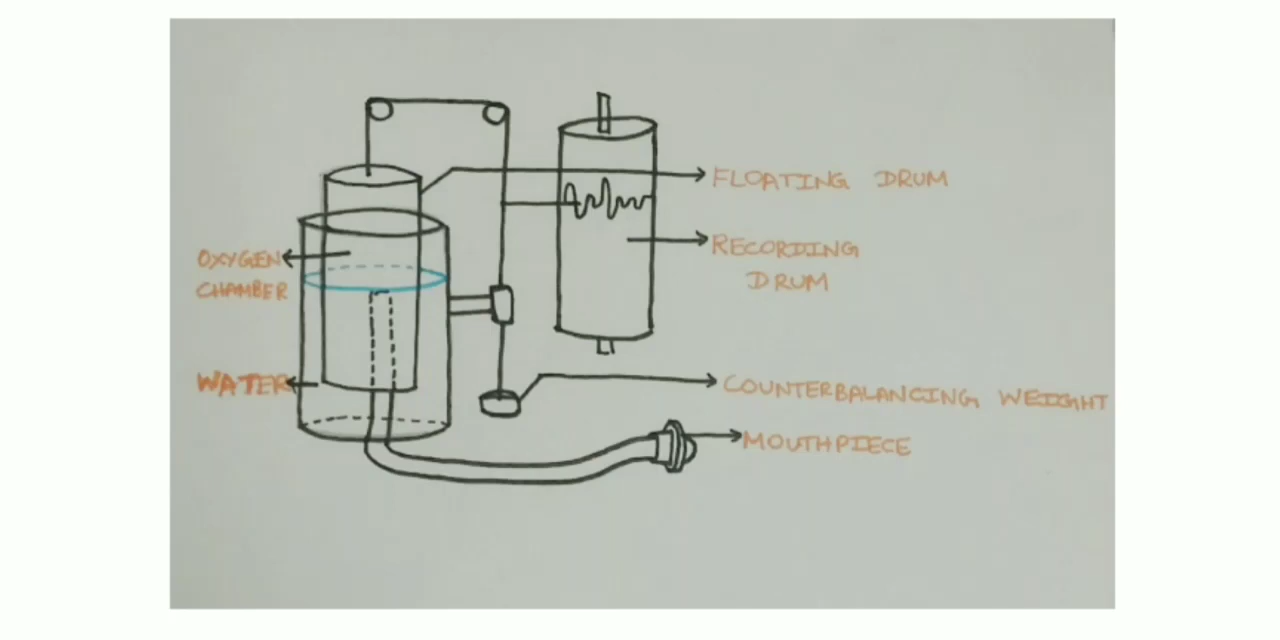 FLOATING DRUM
RECORDING
DRUM
OXYGEN
CHAMBER
WATER
COUNTERBALANCING WEIGHT
MOUTHPIECE